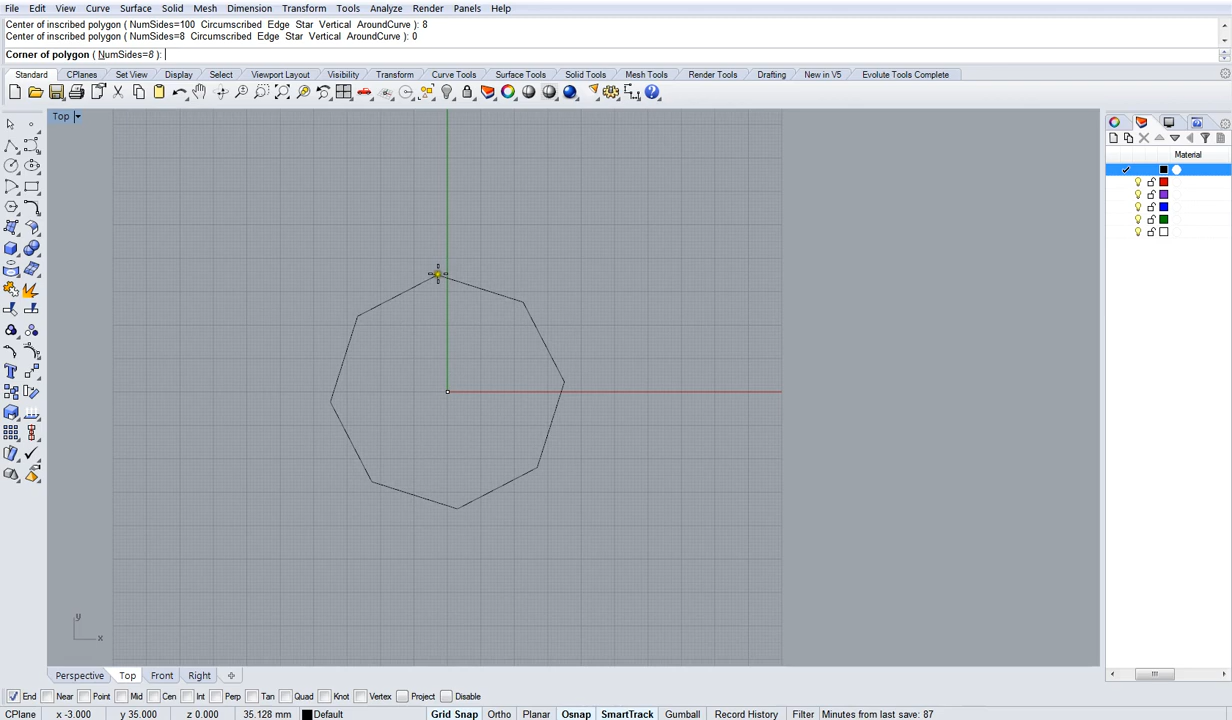 File Edit View Curve Surface Solid Mesh Dimension Transform Tools Analyze Render Panels Help
Center of inscribed polygon ( NumSides=100 Circumscribed Edge Star Vertical AroundCurve ): 8
Center of inscribed polygon ( NumSides=8 Circumscribed Edge Star Vertical AroundCurve ): 0
Corner of polygon ( NumSides=8 ):
Standard CPlanes Set View Display Select Viewport Layout Visibility Transform Curve Tools Surface Tools Solid Tools Mesh Tools Render Tools Drafting New in V5 Evolute Tools Complete
Top
Material
y
x
Perspective Top Front Right
End Near Point Mid Cen Int Perp Tan Quad Knot Vertex Project Disable
CPlane x -3.000 y 35.000 z 0.000 35.128 mm Default Grid Snap Ortho Planar Osnap SmartTrack Gumball Record History Filter Minutes from last save: 87